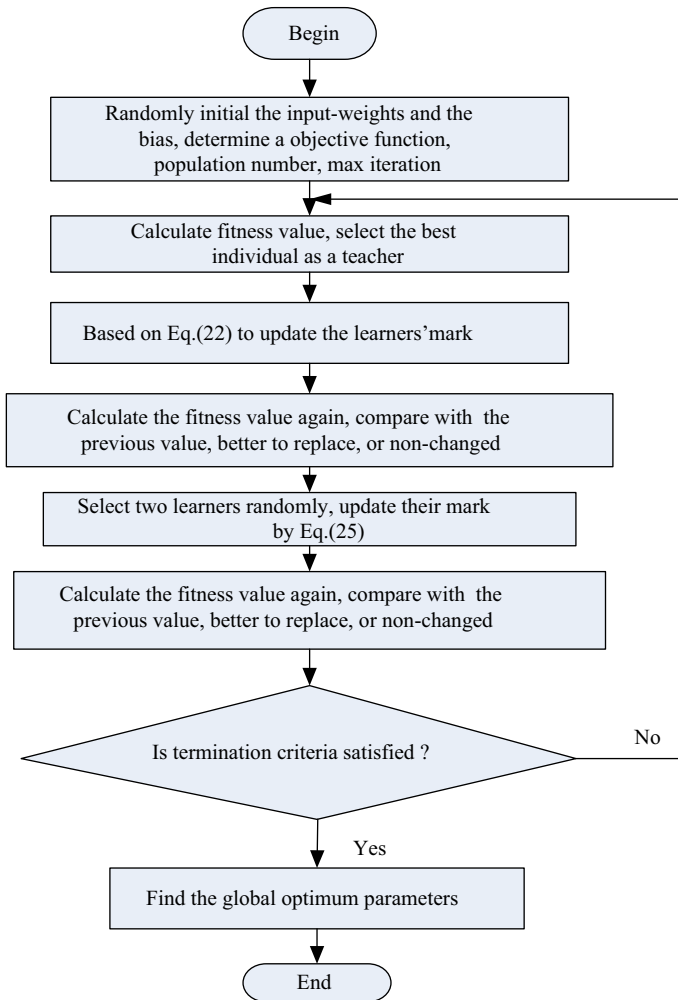 Begin
Randomly initial the input-weights and the
bias, determine a objective function,
population number, max iteration
Calculate fitness value, select the best
individual as a teacher
Based on Eq.(22) to update the learners’mark
Calculate the fitness value again, compare with the
previous value, better to replace, or non-changed
Select two learners randomly, update their mark
by Eq.(25)
Calculate the fitness value again, compare with the
previous value, better to replace, or non-changed
Is termination criteria satisfied ?
No
Yes
Find the global optimum parameters
End